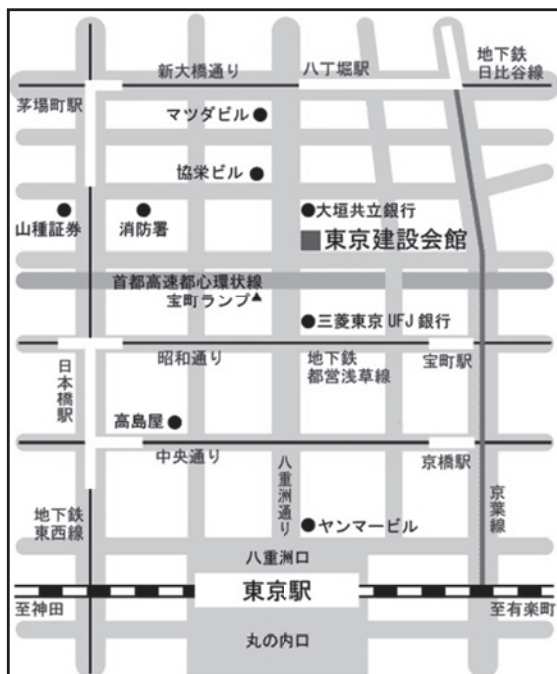 新大橋通り
八丁堀駅
地下鉄
日比谷線
茅場町駅
マツダビル
協栄ビル
山種証券
消防署
大垣共立銀行
東京建設会館
首都高速都心環状線
宝町ランプ
三菱東京UFJ銀行
日本橋駅
昭和通り
地下鉄
都営浅草線
宝町駅
高島屋
中央通り
八重洲通り
京橋駅
地下鉄
東西線
ヤンマービル
京葉線
八重洲口
東京駅
至神田
至有楽町
丸の内口